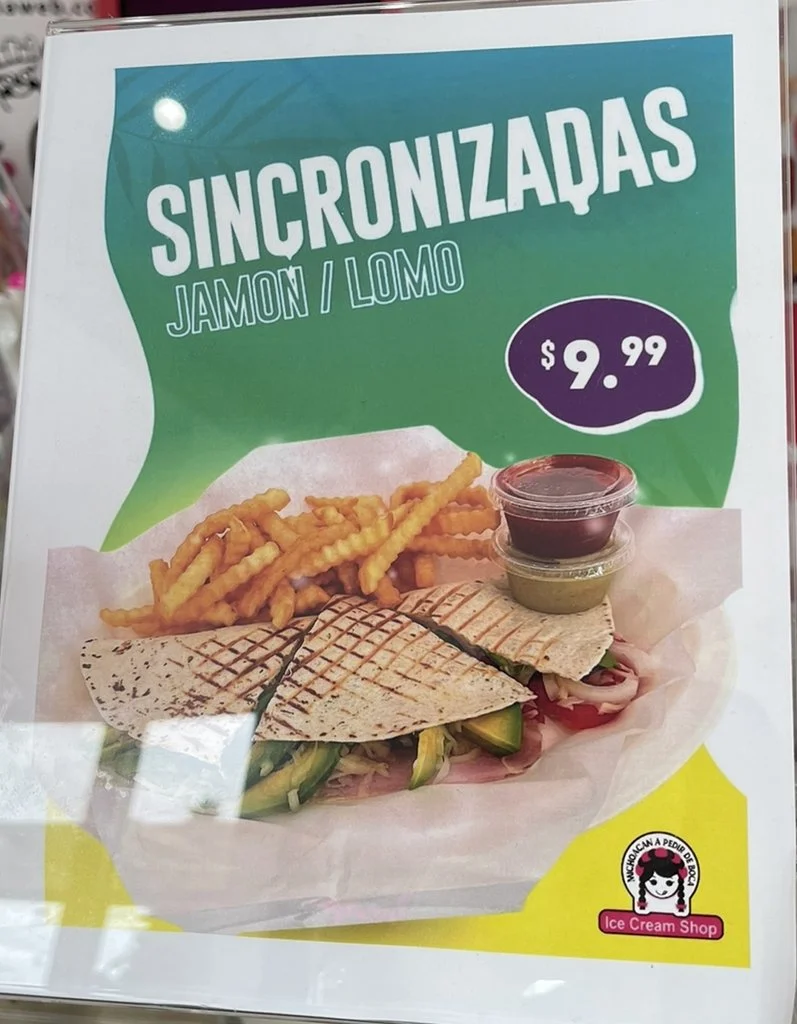 SINCRONIZADAS
JAMON / LOMO
$9.99
MICHOACAN A PEDIR DE BOCA
Ice Cream Shop